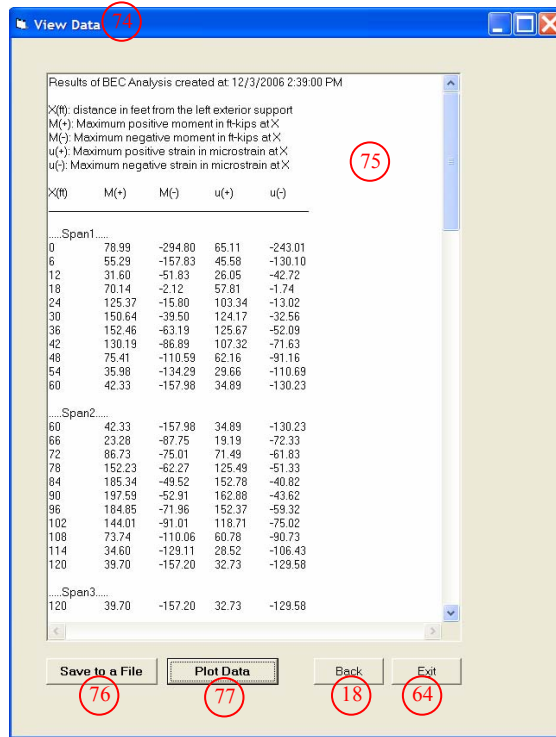 View Data 74
Results of BEC Analysis created at: 12/3/2006 2:39:00 PM
X(ft): distance in feet from the left exterior support
M(+): Maximum positive moment in ft-kips at X
M(-): Maximum negative moment in ft-kips at X
u(+): Maximum positive strain in microstrain at X
u(-): Maximum negative strain in microstrain at X
75
X(ft) M(+) M(-) u(+) u(-)
.....Span1.....
0 78.99 -294.80 65.11 -243.01
6 55.29 -157.83 45.58 -130.10
12 31.60 -51.83 26.05 -42.72
18 70.14 -2.12 57.81 -1.74
24 125.37 -15.80 103.34 -13.02
30 150.64 -39.50 124.17 -32.56
36 152.46 -63.19 125.67 -52.09
42 130.19 -86.89 107.32 -71.63
48 75.41 -110.59 62.16 -91.16
54 35.98 -134.29 29.66 -110.69
60 42.33 -157.98 34.89 -130.23
.....Span2.....
60 42.33 -157.98 34.89 -130.23
66 23.28 -87.75 19.19 -72.33
72 86.73 -75.01 71.49 -61.83
78 152.23 -62.27 125.49 -51.33
84 185.34 -49.52 152.78 -40.82
90 197.59 -52.91 162.88 -43.62
96 184.85 -71.96 152.37 -59.32
102 144.01 -91.01 118.71 -75.02
108 73.74 -110.06 60.78 -90.73
114 34.60 -129.11 28.52 -106.43
120 39.70 -157.20 32.73 -129.58
.....Span3.....
120 39.70 -157.20 32.73 -129.58
Save to a File Plot Data Back Exit
76 77 18 64